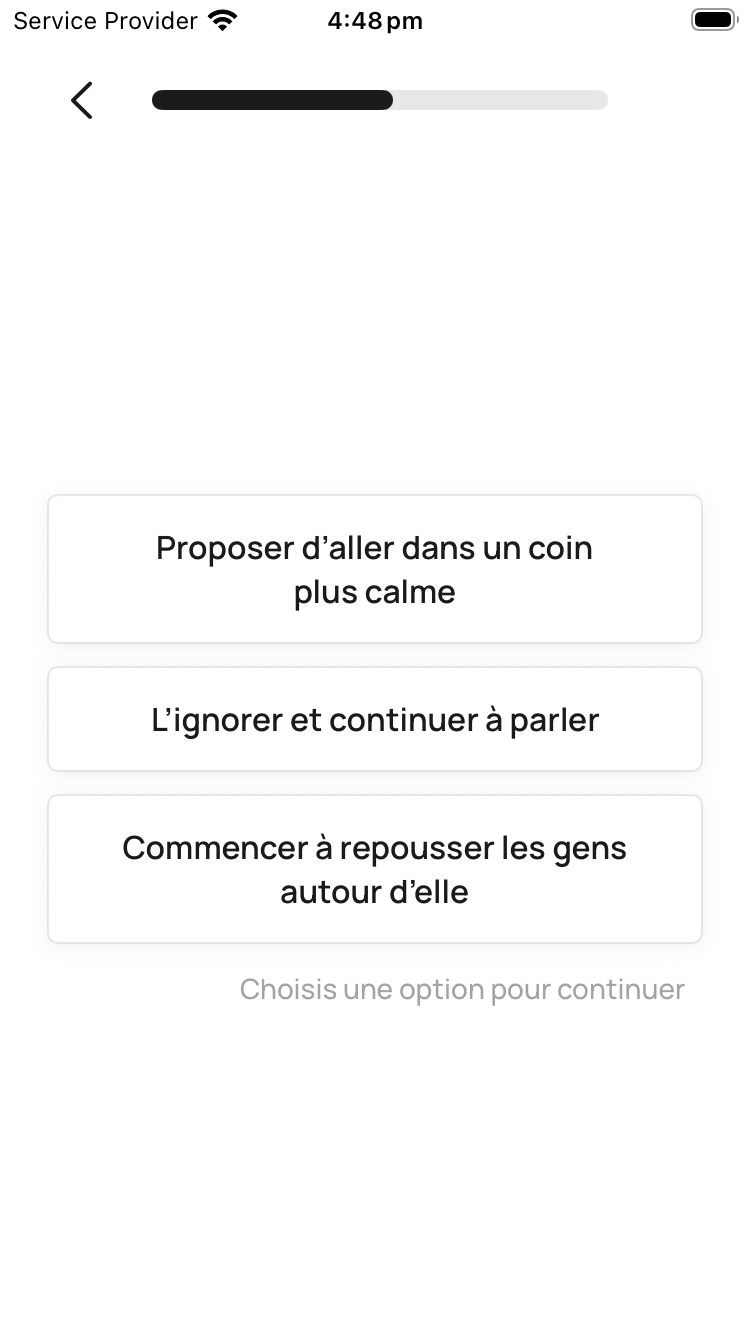 Service Provider 4:48 pm
Proposer d’aller dans un coin
plus calme
L’ignorer et continuer à parler
Commencer à repousser les gens
autour d’elle
Choisis une option pour continuer